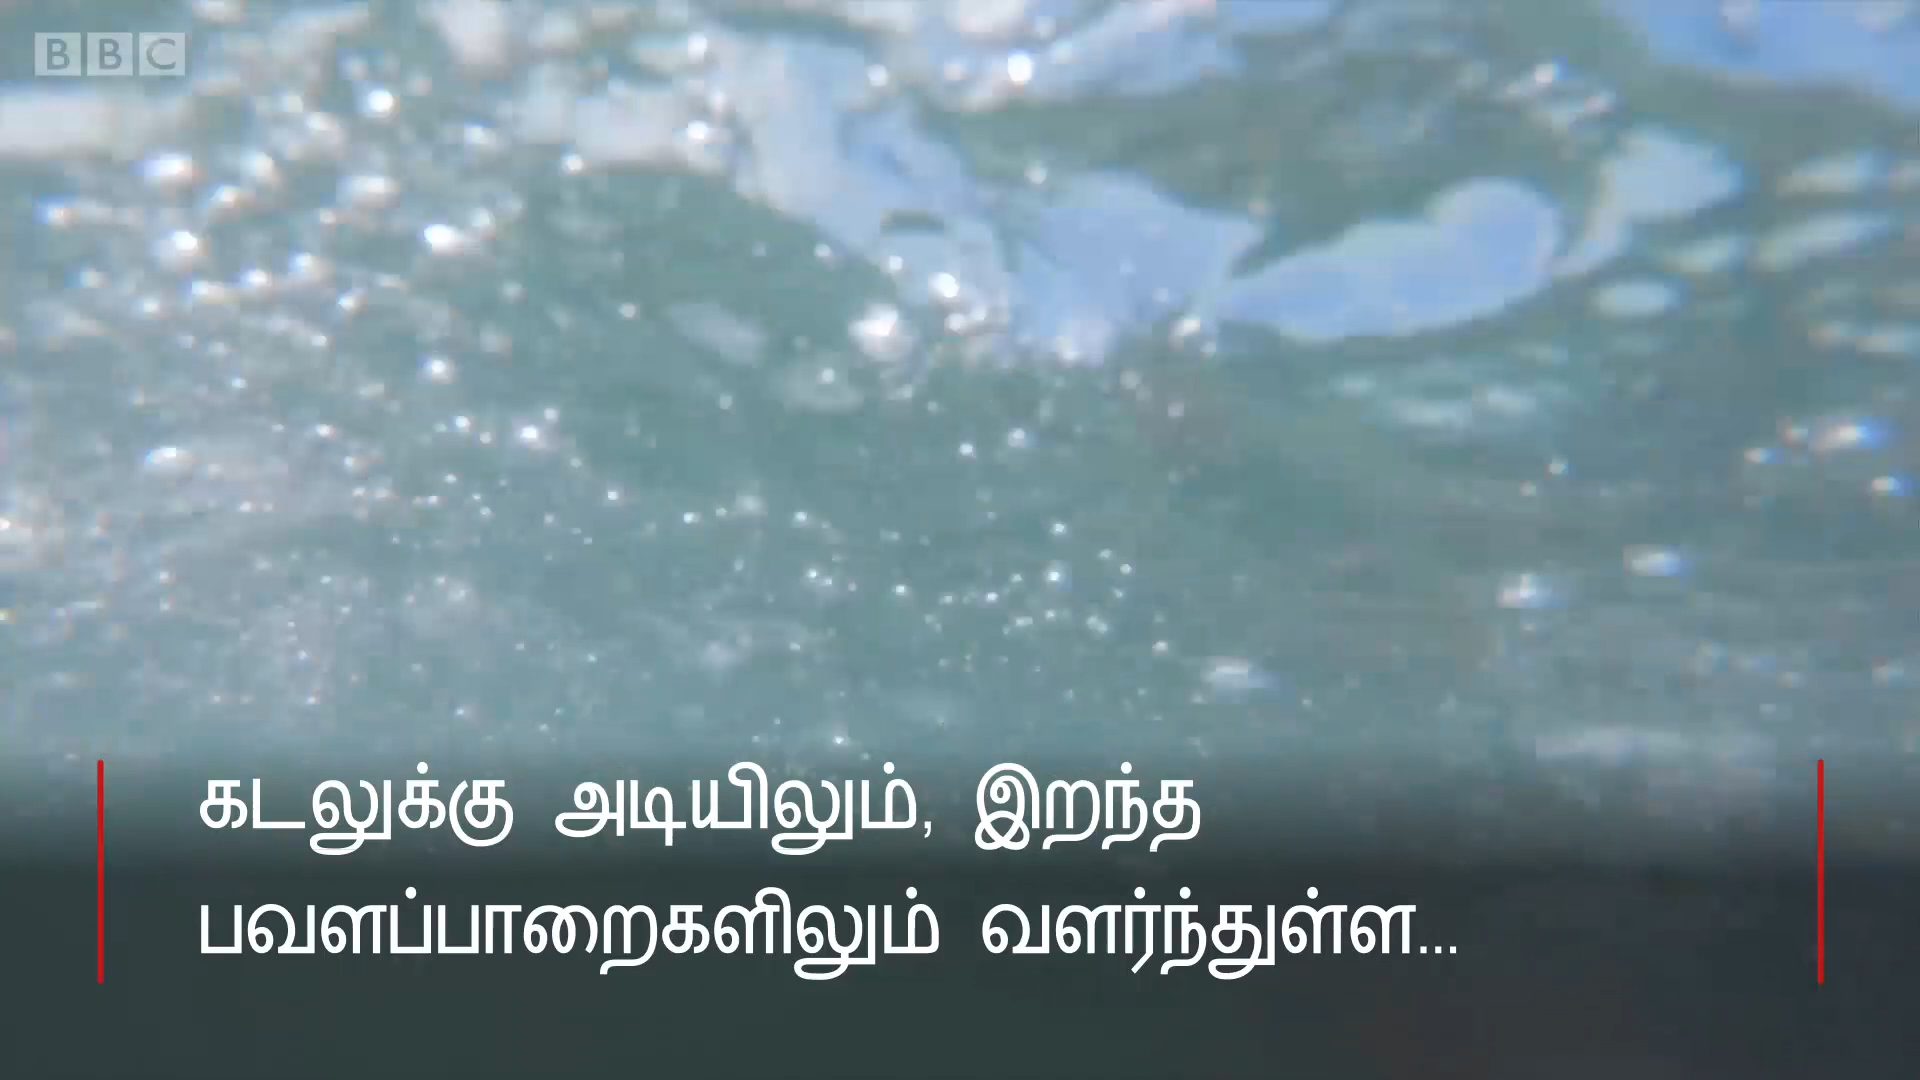 BBC
கடலுக்கு அடியிலும், இறந்த
பவளப்பாறைகளிலும் வளர்ந்துள்ள...